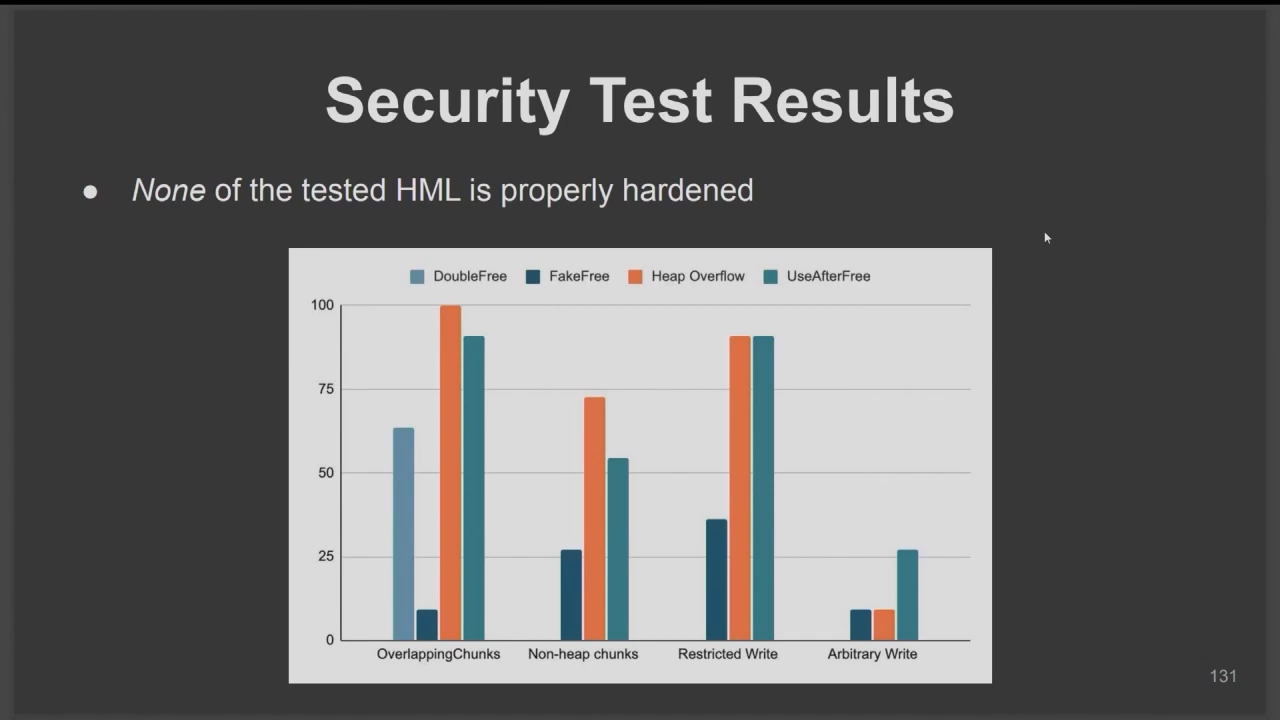 Security Test Results
● None of the tested HML is properly hardened
DoubleFree FakeFree Heap Overflow UseAfterFree
100
75
50
25
0
OverlappingChunks Non-heap chunks Restricted Write Arbitrary Write
131